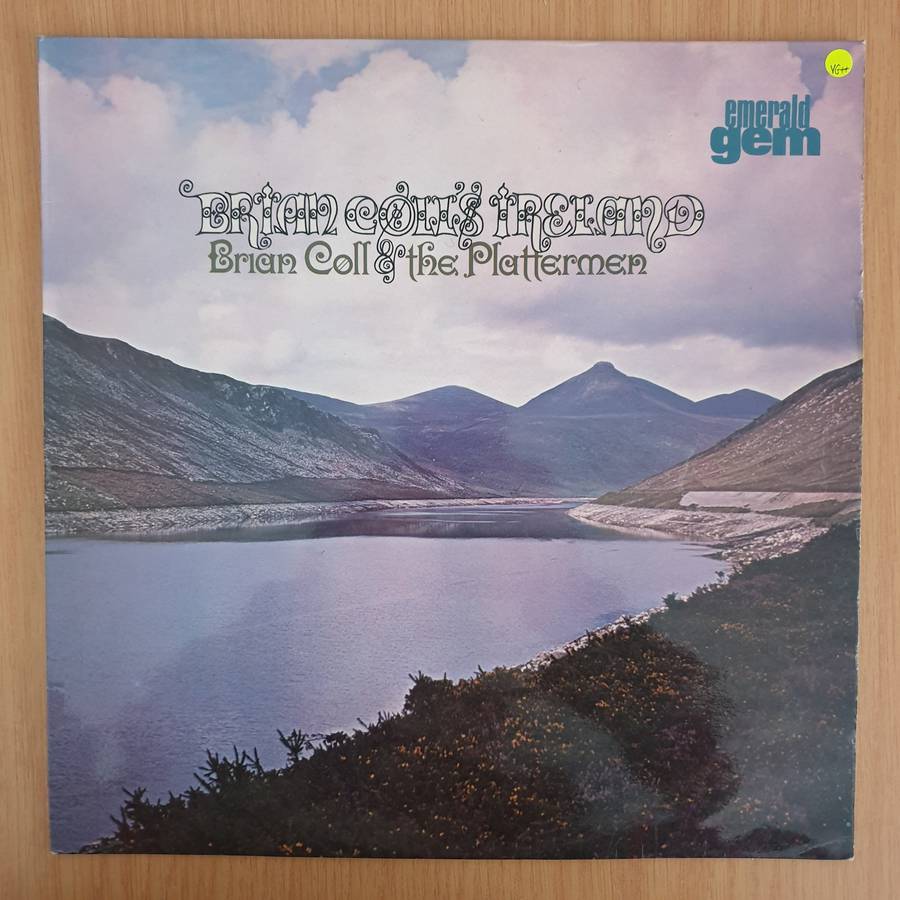 VG++
emerald
gem
BRIAN COLL'S IRELAND
Brian Coll & the Plattermen